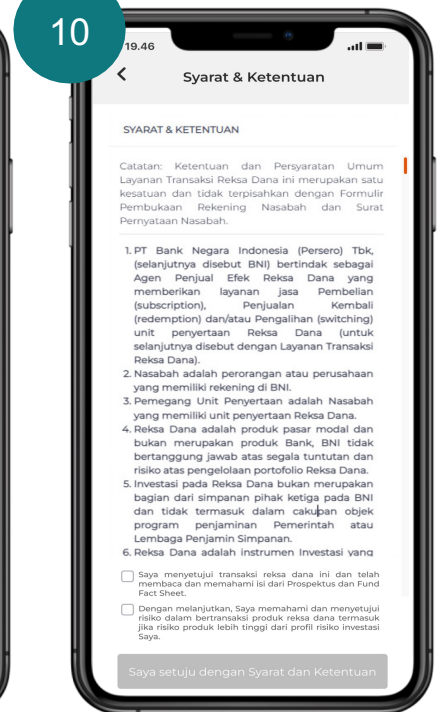 10
19.46
Syarat & Ketentuan
SYARAT & KETENTUAN
Catatan: Ketentuan dan Persyaratan Umum
Layanan Transaksi Reksa Dana ini merupakan satu
kesatuan dan tidak terpisahkan dengan Formulir
Pembukaan Rekening Nasabah dan Surat
Pernyataan Nasabah.
1. PT Bank Negara Indonesia (Persero) Tbk,
(selanjutnya disebut BNI) bertindak sebagai
Agen Penjual Efek Reksa Dana yang
memberikan layanan jasa Pembelian
(subscription), Penjualan Kembali
(redemption) dan/atau Pengalihan (switching)
unit penyertaan Reksa Dana (untuk
selanjutnya disebut dengan Layanan Transaksi
Reksa Dana).
2. Nasabah adalah perorangan atau perusahaan
yang memiliki rekening di BNI.
3. Pemegang Unit Penyertaan adalah Nasabah
yang memiliki unit penyertaan Reksa Dana.
4. Reksa Dana adalah produk pasar modal dan
bukan merupakan produk Bank, BNI tidak
bertanggung jawab atas segala tuntutan dan
risiko atas pengelolaan portofolio Reksa Dana.
5. Investasi pada Reksa Dana bukan merupakan
bagian dari simpanan pihak ketiga pada BNI
dan tidak termasuk dalam cakupan objek
program penjaminan Pemerintah atau
Lembaga Penjamin Simpanan.
6. Reksa Dana adalah instrumen Investasi yang
Saya menyetujui transaksi reksa dana ini dan telah
membaca dan memahami isi dari Prospektus dan Fund
Fact Sheet.
Dengan melanjutkan, Saya memahami dan menyetujui
risiko dalam bertransaksi produk reksa dana termasuk
jika risiko produk lebih tinggi dari profil risiko investasi
Saya.
Saya setuju dengan Syarat dan Ketentuan